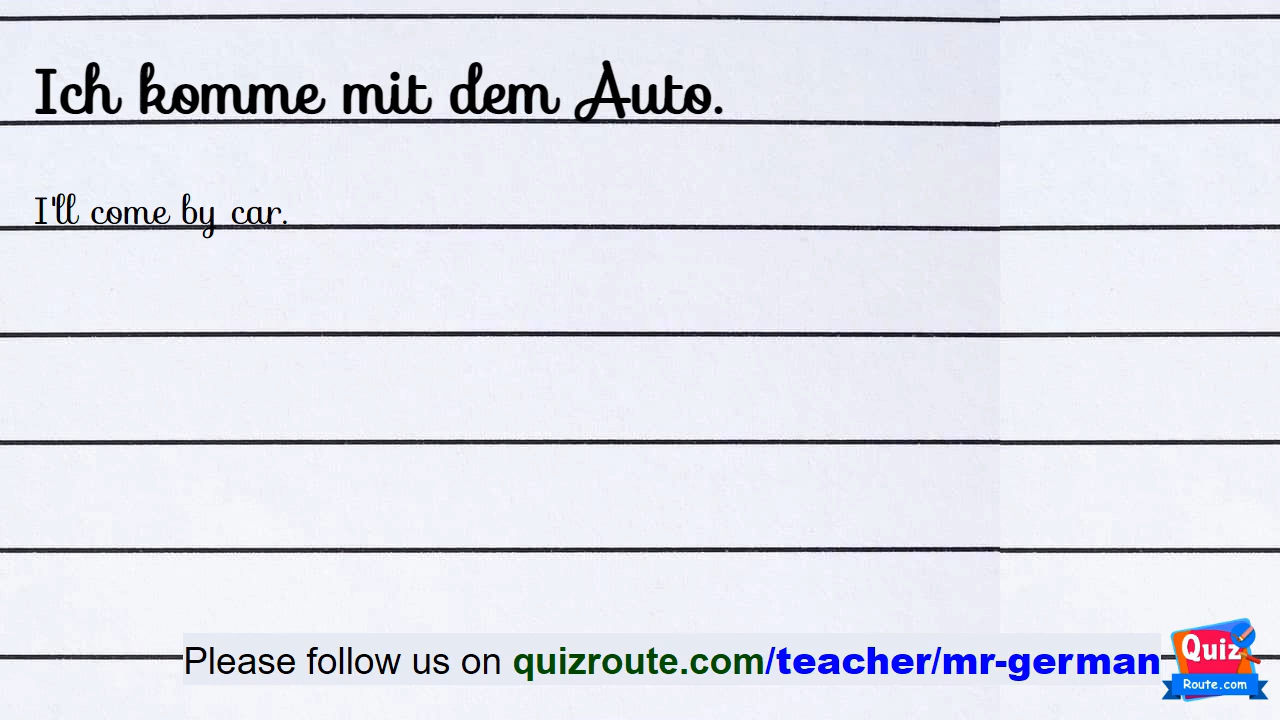 Ich komme mit dem Auto.
I'll come by car.
Please follow us on quizroute.com/teacher/mr-german
Quiz
Route.com